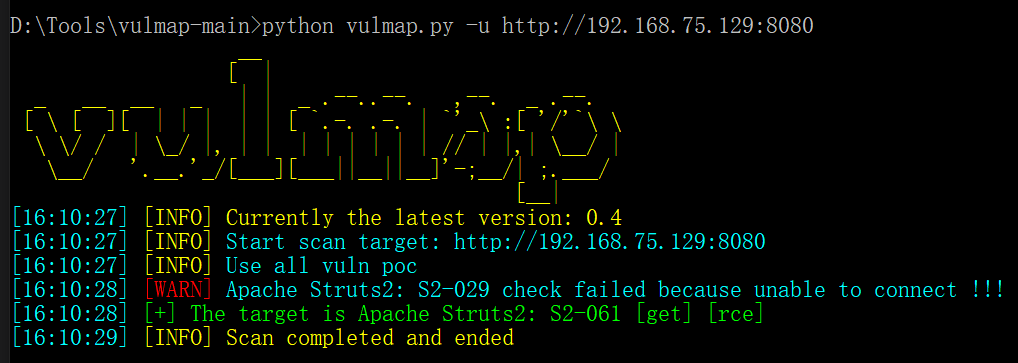 D:\Tools\vulmap-main>python vulmap.py -u http://192.168.75.129:8080
vulmap
[16:10:27] [INFO] Currently the latest version: 0.4
[16:10:27] [INFO] Start scan target: http://192.168.75.129:8080
[16:10:27] [INFO] Use all vuln poc
[16:10:28] [WARN] Apache Struts2: S2-029 check failed because unable to connect !!!
[16:10:28] [+] The target is Apache Struts2: S2-061 [get] [rce]
[16:10:29] [INFO] Scan completed and ended